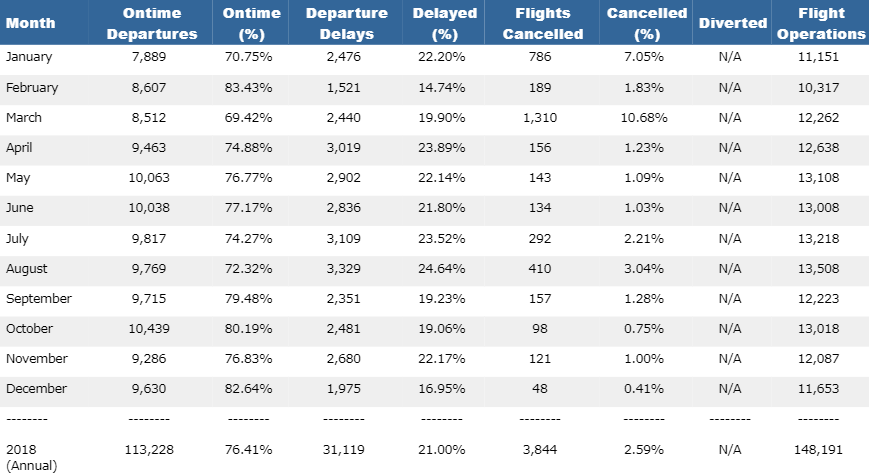 Month Ontime Departures Ontime (%) Departure Delays Delayed (%) Flights Cancelled Cancelled (%) Diverted Flight Operations
January 7,889 70.75% 2,476 22.20% 786 7.05% N/A 11,151
February 8,607 83.43% 1,521 14.74% 189 1.83% N/A 10,317
March 8,512 69.42% 2,440 19.90% 1,310 10.68% N/A 12,262
April 9,463 74.88% 3,019 23.89% 156 1.23% N/A 12,638
May 10,063 76.77% 2,902 22.14% 143 1.09% N/A 13,108
June 10,038 77.17% 2,836 21.80% 134 1.03% N/A 13,008
July 9,817 74.27% 3,109 23.52% 292 2.21% N/A 13,218
August 9,769 72.32% 3,329 24.64% 410 3.04% N/A 13,508
September 9,715 79.48% 2,351 19.23% 157 1.28% N/A 12,223
October 10,439 80.19% 2,481 19.06% 98 0.75% N/A 13,018
November 9,286 76.83% 2,680 22.17% 121 1.00% N/A 12,087
December 9,630 82.64% 1,975 16.95% 48 0.41% N/A 11,653
-------- -------- -------- -------- -------- -------- -------- -------- --------
2018 (Annual) 113,228 76.41% 31,119 21.00% 3,844 2.59% N/A 148,191